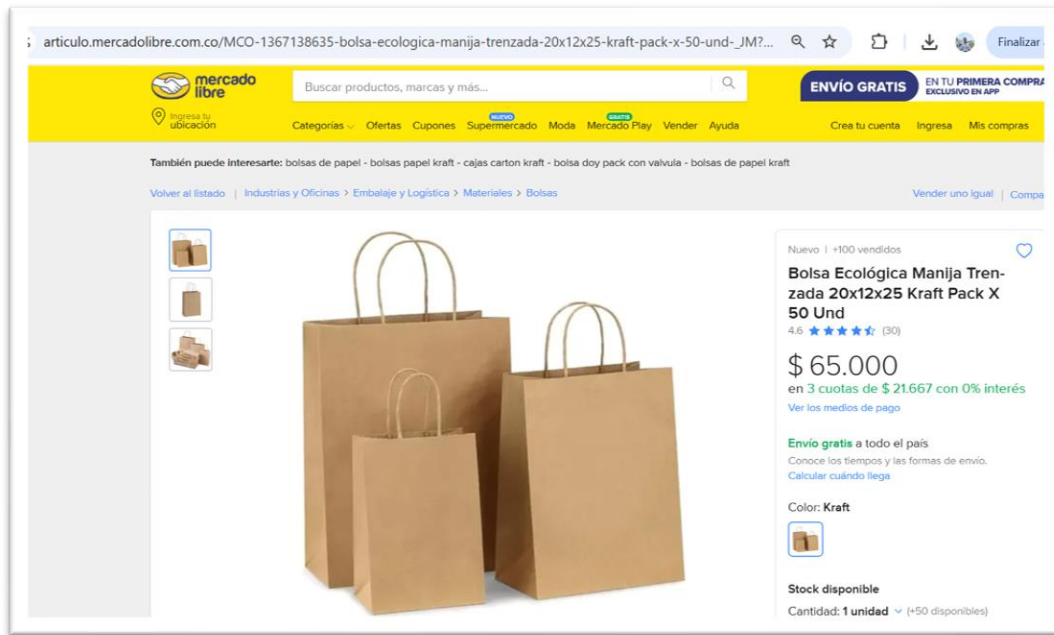 articulo.mercadolibre.com.co/MCO-1367138635-bolsa-ecologica-manija-trenzada-20x12x25-kraft-pack-x-50-und-_JM?...
Finalizar
mercado
libre
Buscar productos, marcas y más...
ENVÍO GRATIS
EN TU PRIMERA COMPRA
EXCLUSIVO EN APP
Ingresa tu
ubicación
NUEVO
GRATIS
Categorías Ofertas Cupones Supermercado Moda Mercado Play Vender Ayuda
Crea tu cuenta Ingresa Mis compras
También puede interesarte: bolsas de papel - bolsas papel kraft - cajas carton kraft - bolsa doy pack con valvula - bolsas de papel kraft
Volver al listado | Industrias y Oficinas > Embalaje y Logística > Materiales > Bolsas
Vender uno igual | Compa
Nuevo | +100 vendidos
Bolsa Ecológica Manija Tren-
zada 20x12x25 Kraft Pack X
50 Und
4.6 (30)
$ 65.000
en 3 cuotas de $ 21.667 con 0% interés
Ver los medios de pago
Envío gratis a todo el país
Conoce los tiempos y las formas de envío.
Calcular cuándo llega
Color: Kraft
Stock disponible
Cantidad: 1 unidad (+50 disponibles)